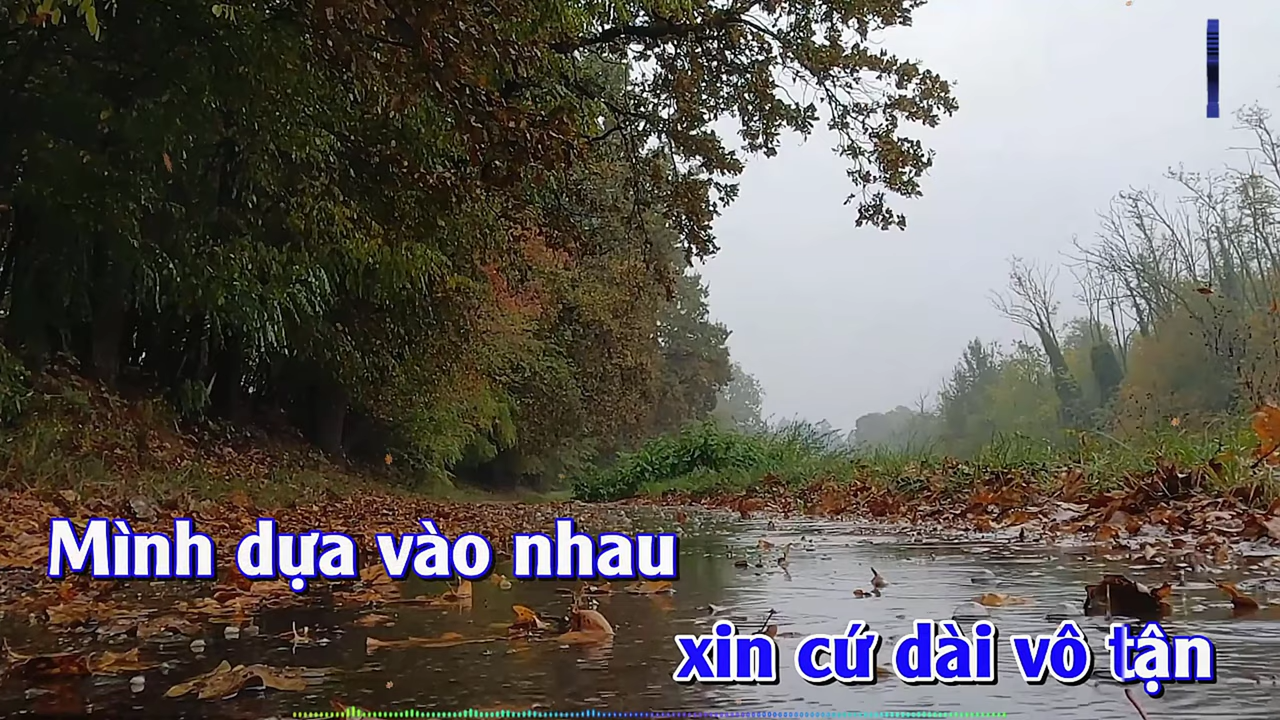 Mình dựa vào nhau
xin cứ dài vô tận